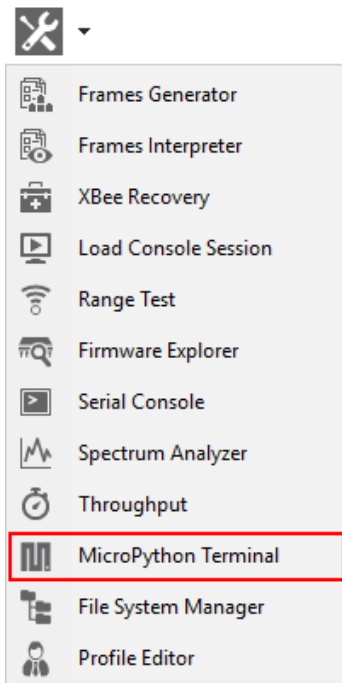 Frames Generator
Frames Interpreter
XBee Recovery
Load Console Session
Range Test
Firmware Explorer
Serial Console
Spectrum Analyzer
Throughput
MicroPython Terminal
File System Manager
Profile Editor